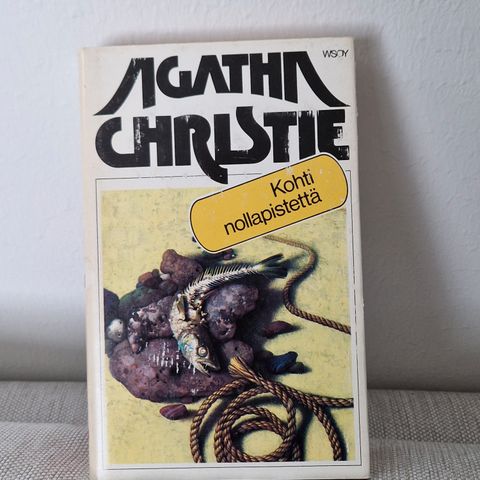 WSOY
AGATHA
CHRISTIE
Kohti
nollapistettä